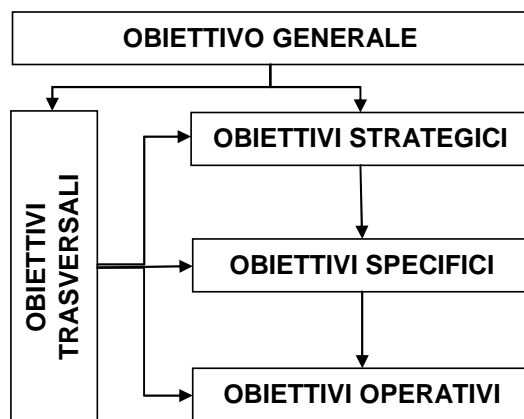 OBIETTIVO GENERALE
OBIETTIVI
TRASVERSALI
OBIETTIVI STRATEGICI
OBIETTIVI SPECIFICI
OBIETTIVI OPERATIVI